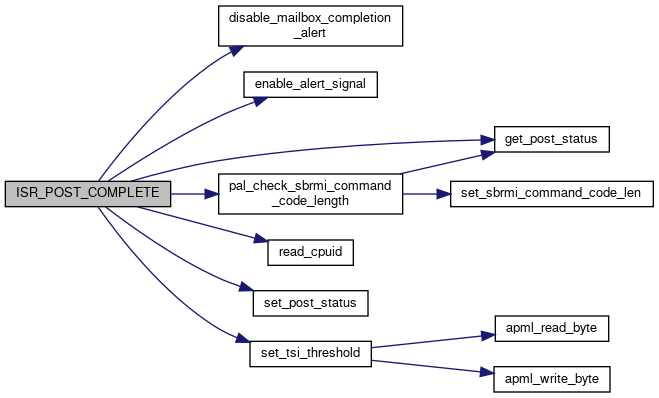 disable_mailbox_completion
_alert
enable_alert_signal
get_post_status
ISR_POST_COMPLETE
pal_check_sbrmi_command
_code_length
set_sbrmi_command_code_len
read_cpuid
set_post_status
apml_read_byte
set_tsi_threshold
apml_write_byte